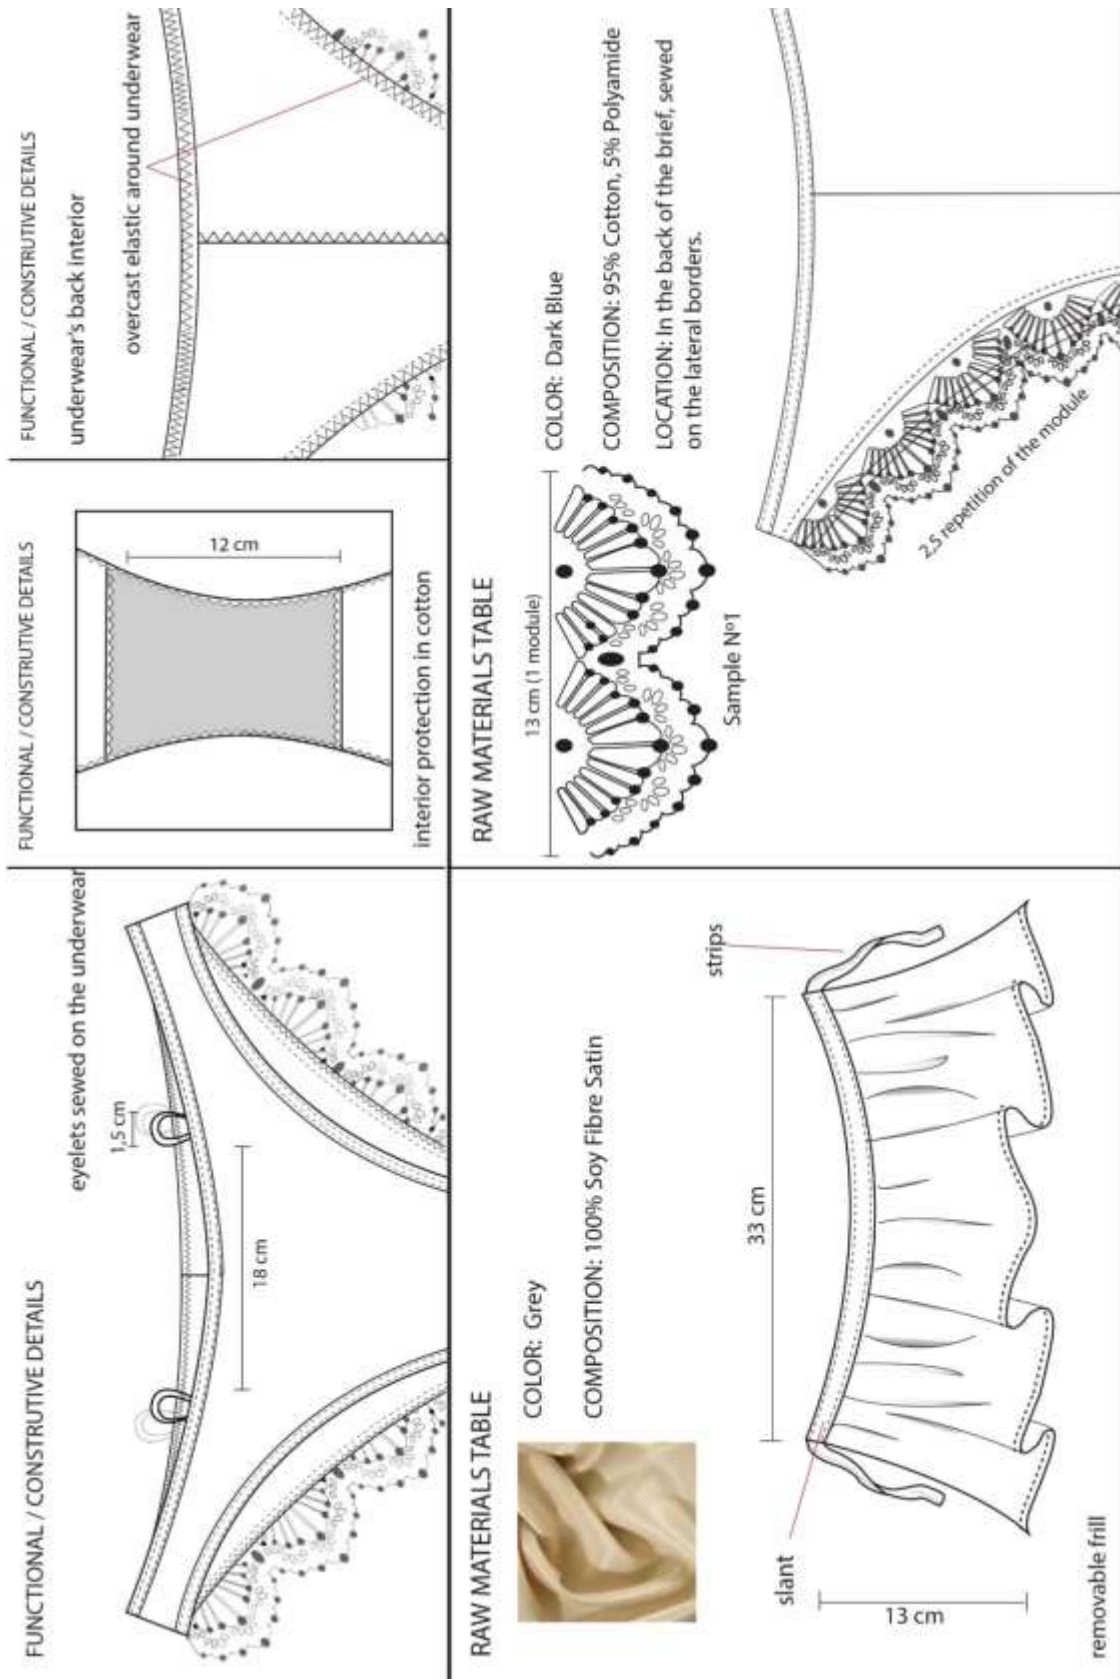 FUNCTIONAL / CONSTRUTIVE DETAILS
eyelets sewed on the underwear
1,5 cm
18 cm
FUNCTIONAL / CONSTRUTIVE DETAILS
12 cm
interior protection in cotton
FUNCTIONAL / CONSTRUTIVE DETAILS
underwear's back interior
overcast elastic around underwear
RAW MATERIALS TABLE
COLOR: Grey
COMPOSITION: 100% Soy Fibre Satin
33 cm
strips
slant
13 cm
removable frill
RAW MATERIALS TABLE
13 cm (1 module)
Sample Nº1
COLOR: Dark Blue
COMPOSITION: 95% Cotton, 5% Polyamide
LOCATION: In the back of the brief, sewed
on the lateral borders.
2,5 repetition of the module